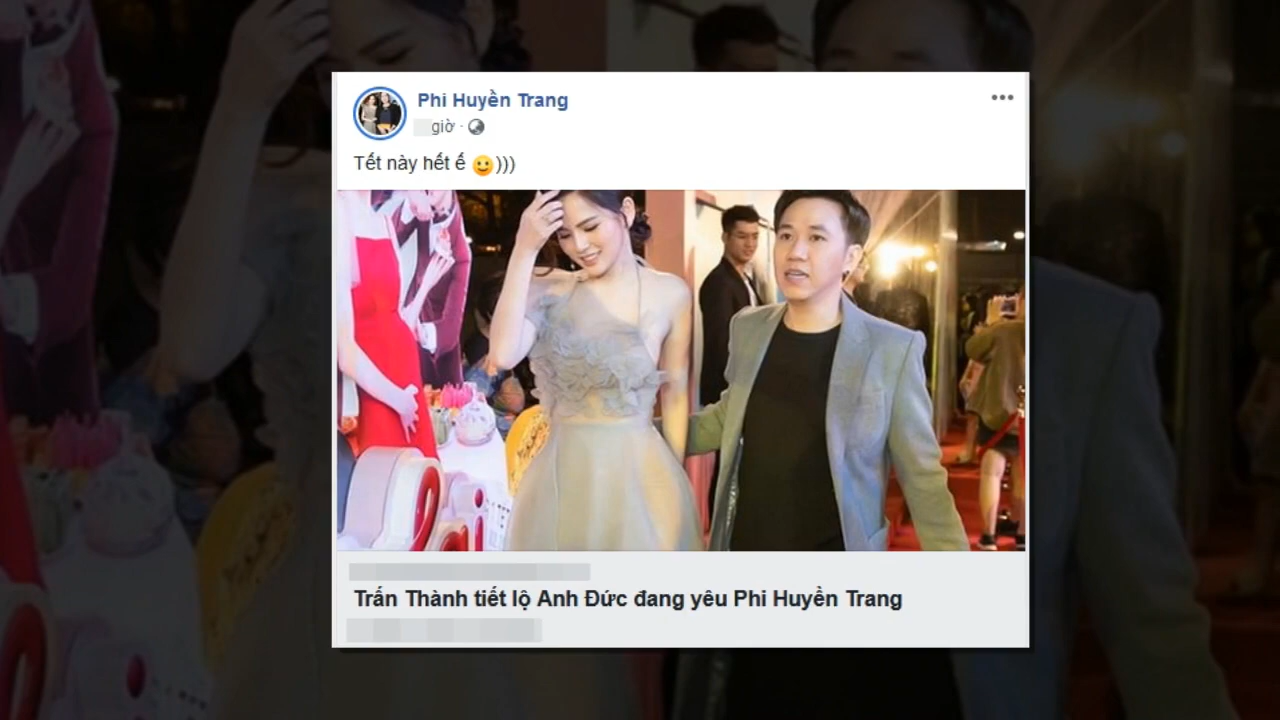 Phi Huyền Trang
giờ ·
Tết này hết ế 🙂)))
Trấn Thành tiết lộ Anh Đức đang yêu Phi Huyền Trang